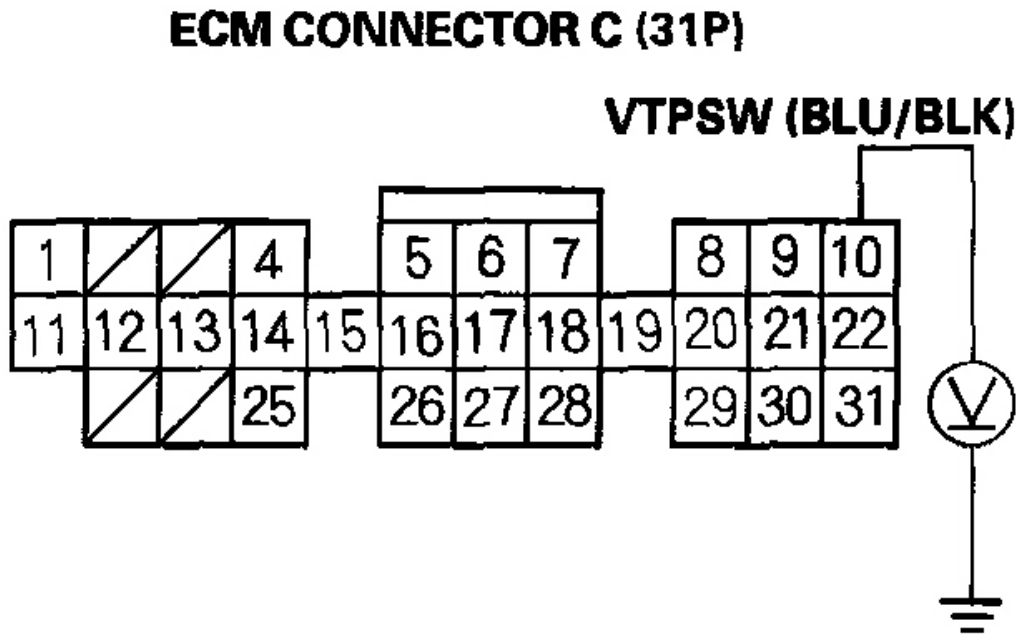 ECM CONNECTOR C (31P)
VTPSW (BLU/BLK)
1 4 5 6 7 8 9 10
11 12 13 14 15 16 17 18 19 20 21 22
25 26 27 28 29 30 31
V